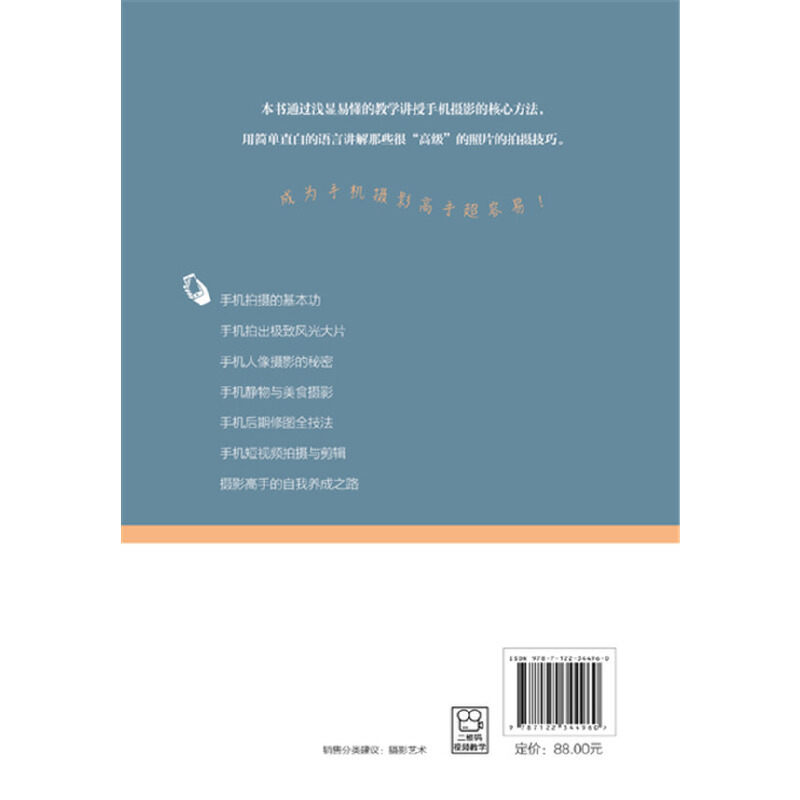 本书通过浅显易懂的教学讲授手机摄影的核心方法，
用简单直白的语言讲解那些很“高级”的照片的拍摄技巧。
成为手机摄影高手超容易！
手机拍摄的基本功
手机拍出极致风光大片
手机人像摄影的秘密
手机静物与美食摄影
手机后期修图全技法
手机短视频拍摄与剪辑
摄影高手的自我养成之路
ISBN 978-7-122-34496-0
9 787122 344960>
二维码
视频教学
销售分类建议：摄影艺术
定价：88.00元